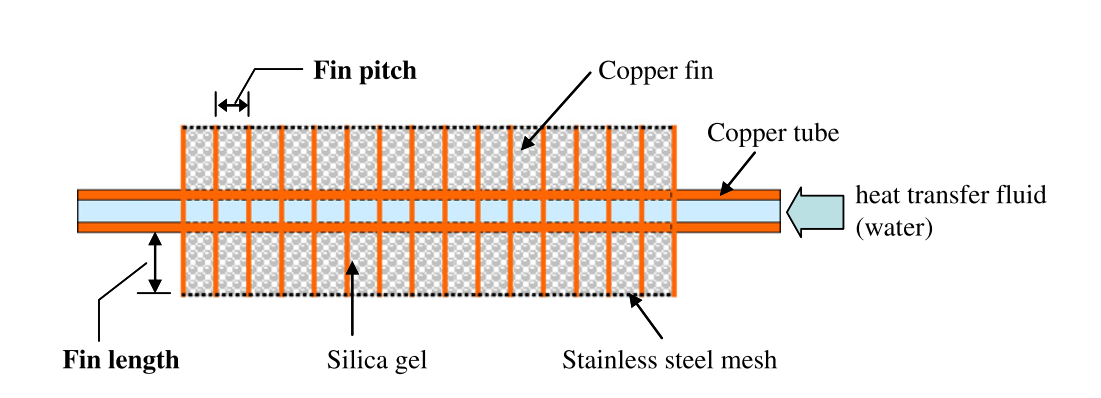 Fin pitch
Copper fin
Copper tube
heat transfer fluid
(water)
Fin length
Silica gel
Stainless steel mesh